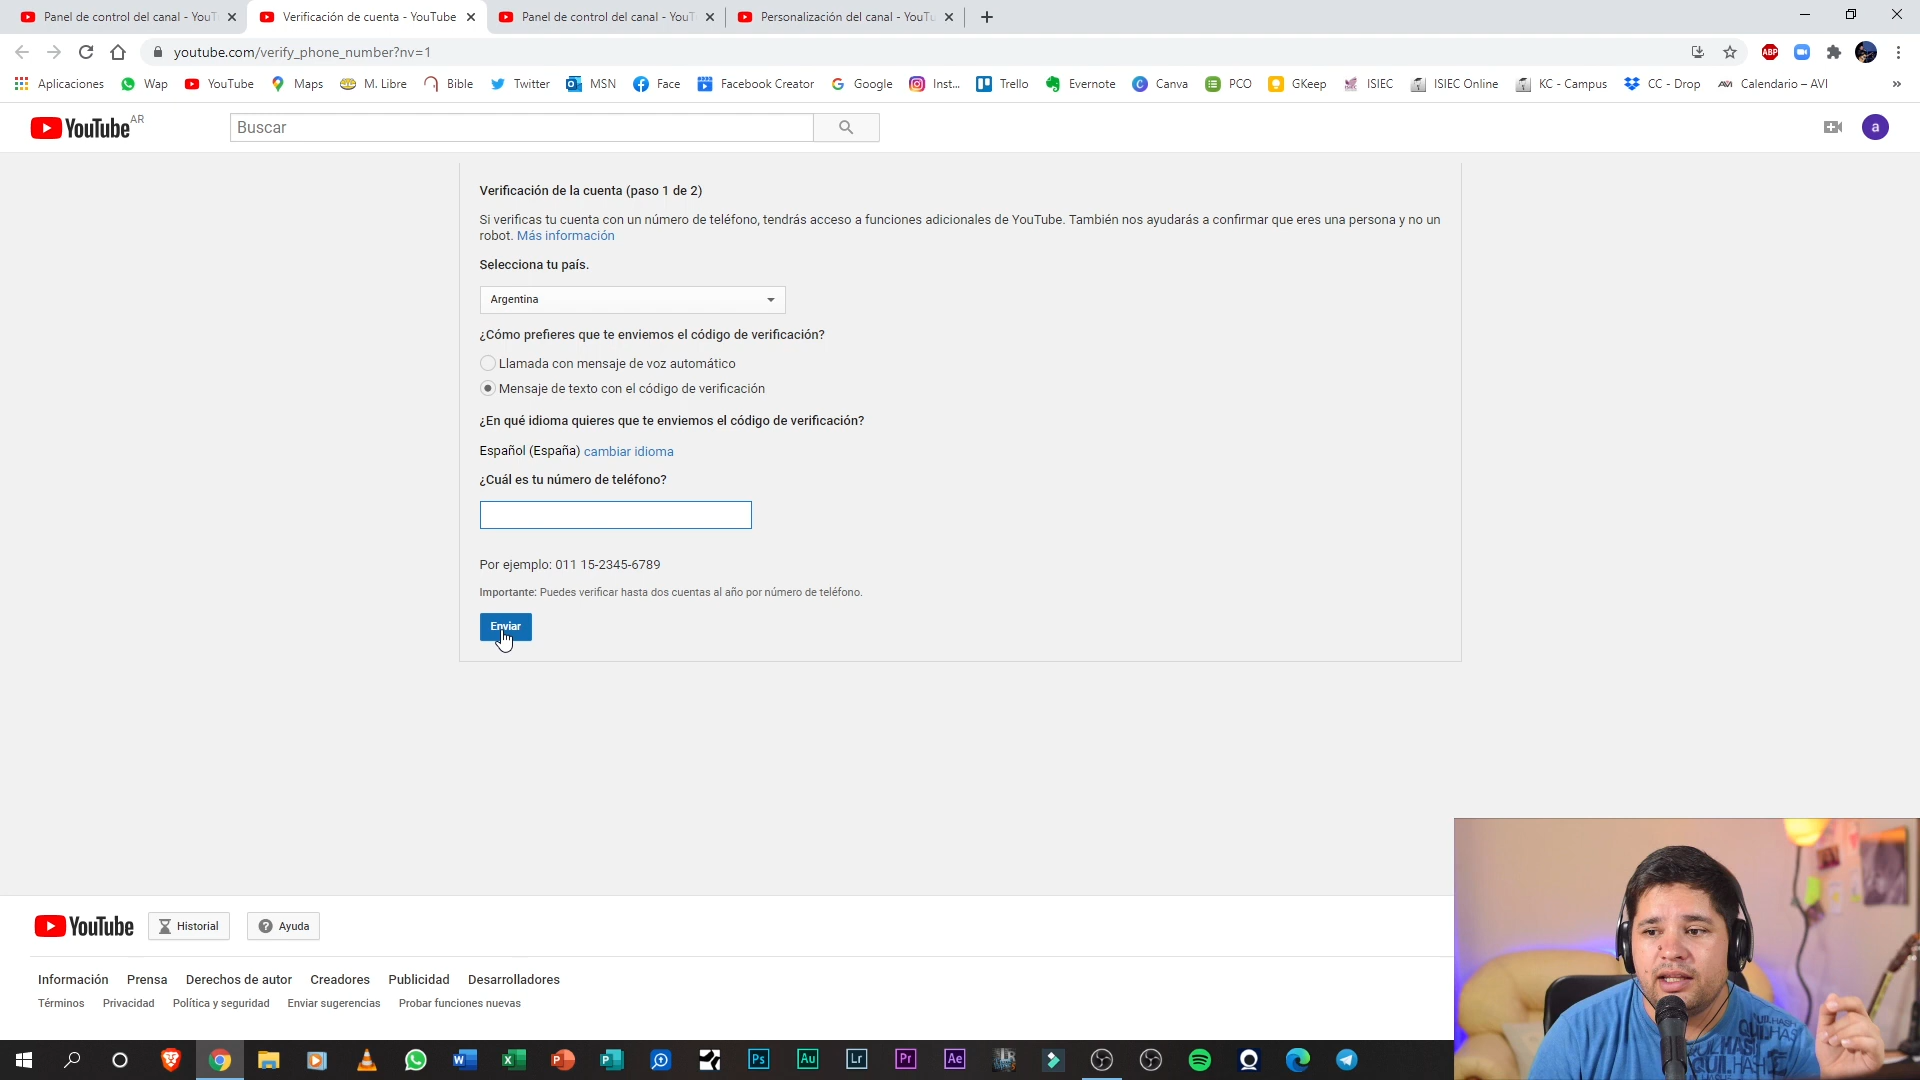 Panel de control del canal - YouT
Verificación de cuenta - YouTube
Panel de control del canal - YouT
Personalización del canal - YouTu
youtube.com/verify_phone_number?nv=1
ABP
Aplicaciones
Wap
YouTube
Maps
M. Libre
Bible
Twitter
MSN
Face
Facebook Creator
Google
Inst...
Trello
Evernote
Canva
PCO
GKeep
ISIEC
ISIEC Online
KC - Campus
CC - Drop
Calendario – AVI
»
YouTube AR
Buscar
a
Verificación de la cuenta (paso 1 de 2)
Si verificas tu cuenta con un número de teléfono, tendrás acceso a funciones adicionales de YouTube. También nos ayudarás a confirmar que eres una persona y no un
robot. Más información
Selecciona tu país.
Argentina
¿Cómo prefieres que te enviemos el código de verificación?
Llamada con mensaje de voz automático
Mensaje de texto con el código de verificación
¿En qué idioma quieres que te enviemos el código de verificación?
Español (España) cambiar idioma
¿Cuál es tu número de teléfono?
Por ejemplo: 011 15-2345-6789
Importante: Puedes verificar hasta dos cuentas al año por número de teléfono.
Enviar
YouTube
Historial
Ayuda
Información Prensa Derechos de autor Creadores Publicidad Desarrolladores
Términos Privacidad Política y seguridad Enviar sugerencias Probar funciones nuevas
Ps
Au
Lr
Pr
Ae